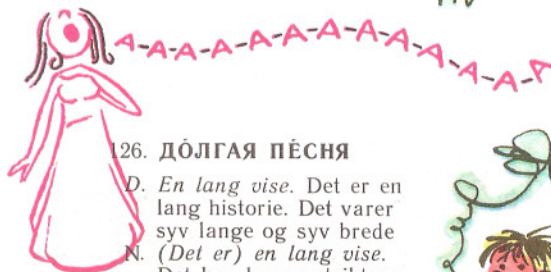 A-A-A-A-A-A-A-A-A-A-A-A-A-A-A
126. ДО́ЛГАЯ ПЕ́СНЯ
D. En lang vise. Det er en
lang historie. Det varer
syv lange og syv brede
N. (Det er) en lang vise.